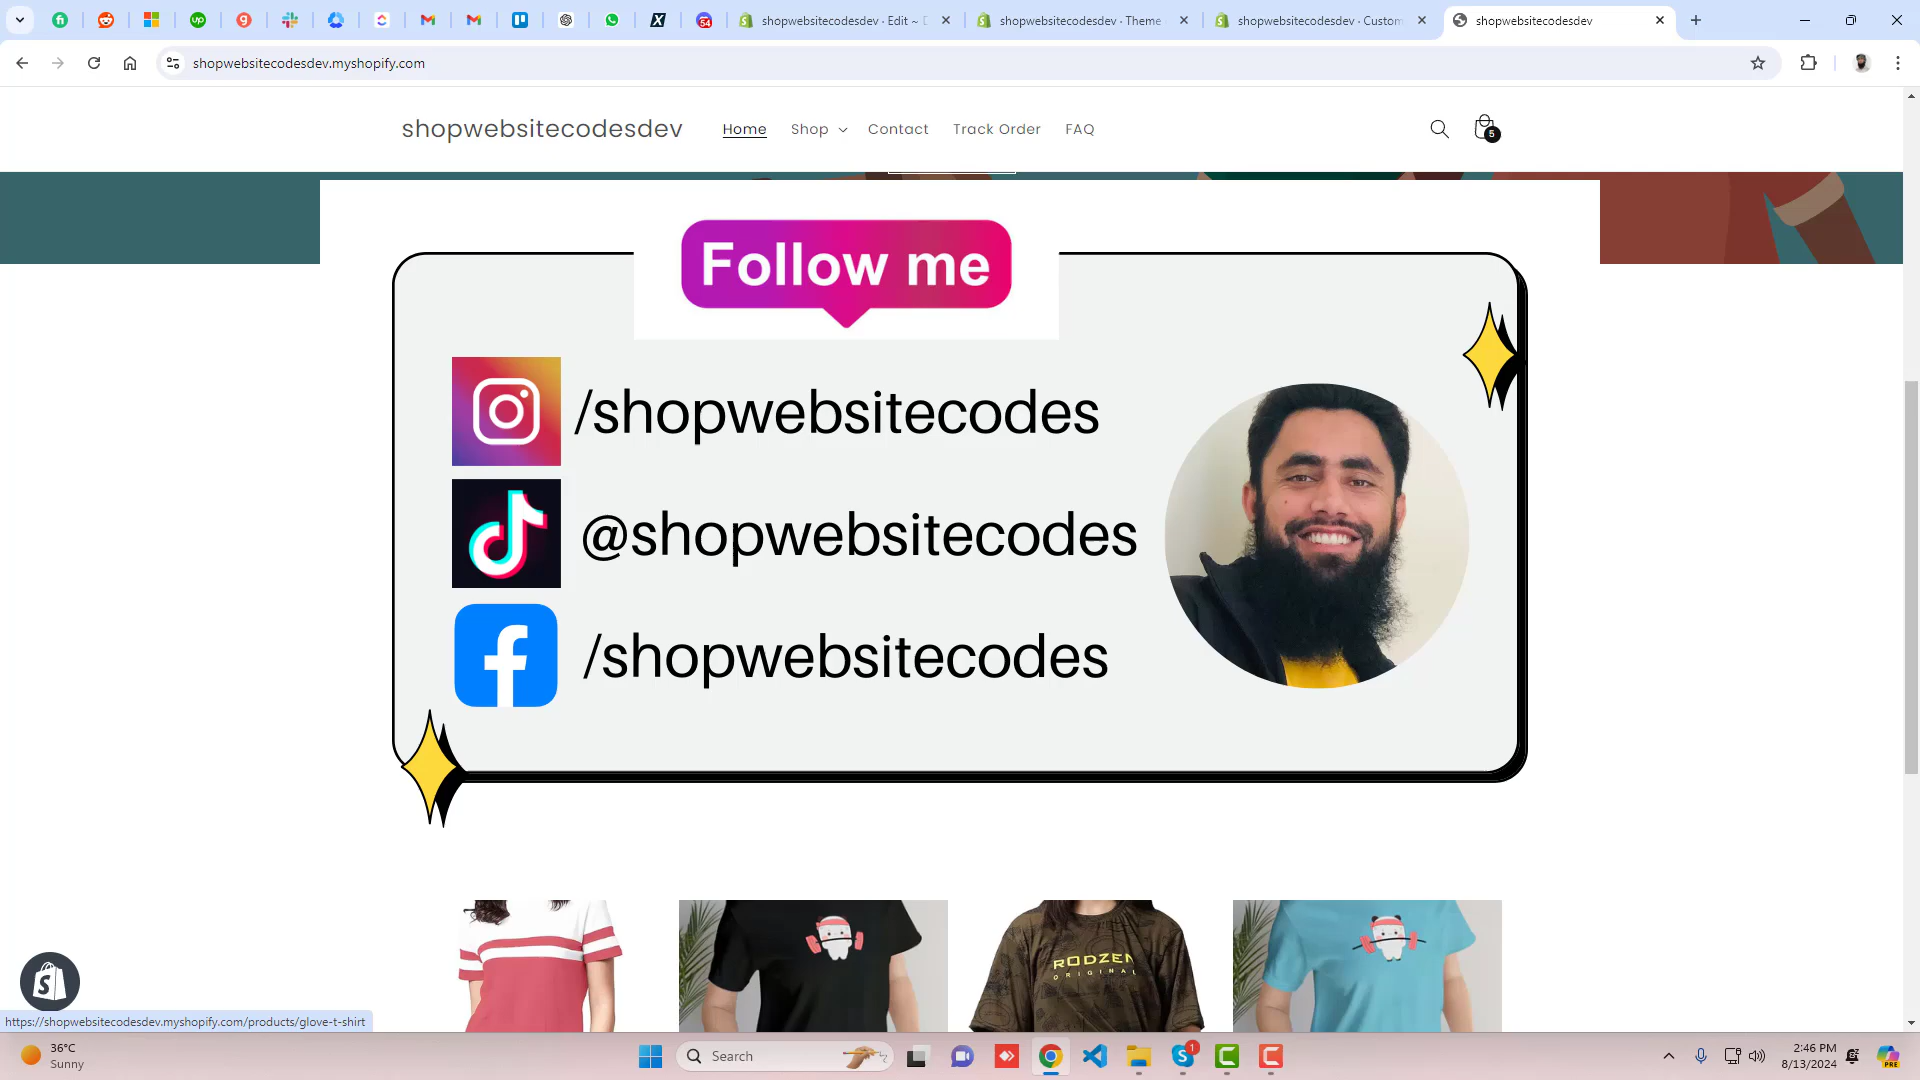 shopwebsitecodesdev · Edit ~ D
shopwebsitecodesdev · Theme
shopwebsitecodesdev · Custom
shopwebsitecodesdev
shopwebsitecodesdev.myshopify.com
shopwebsitecodesdev
Home
Shop
Contact
Track Order
FAQ
5
Follow me
/shopwebsitecodes
@shopwebsitecodes
/shopwebsitecodes
RODZEN
ORIGINAL
https://shopwebsitecodesdev.myshopify.com/products/glove-t-shirt
36°C
Sunny
Search
1
2:46 PM
8/13/2024